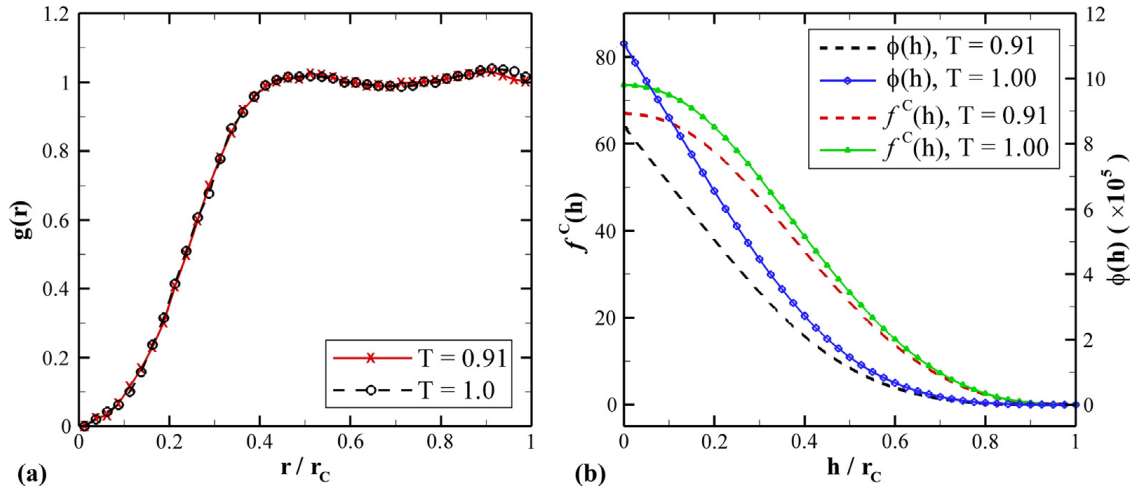 1.2
1
0.8
0.6
0.4
0.2
0
g(r)
0
0.2
0.4
0.6
0.8
1
r / rC
T = 0.91
T = 1.0
(a)
80
60
40
20
0
f C(h)
0
0.2
0.4
0.6
0.8
1
h / rC
12
10
8
6
4
2
0
ϕ(h) ( ×10⁵)
ϕ(h), T = 0.91
ϕ(h), T = 1.00
f C(h), T = 0.91
f C(h), T = 1.00
(b)